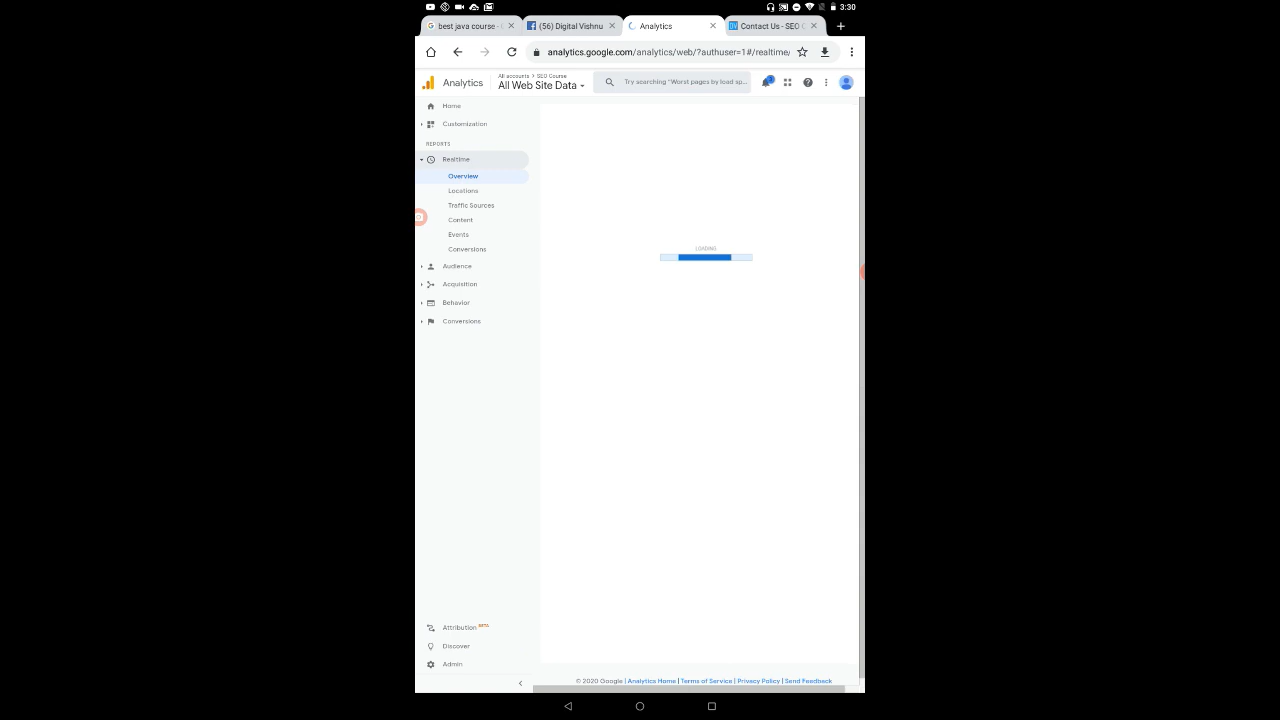 3:30
best java course -
(56) Digital Vishnu
Analytics
Contact Us - SEO C
analytics.google.com/analytics/web/?authuser=1#/realtime/
Analytics
All accounts > SEO Course
All Web Site Data
Try searching "Worst pages by load sp...
Home
Customization
REPORTS
Realtime
Overview
Locations
Traffic Sources
Content
Events
Conversions
Audience
Acquisition
Behavior
Conversions
LOADING
Attribution BETA
Discover
Admin
© 2020 Google | Analytics Home | Terms of Service | Privacy Policy | Send Feedback